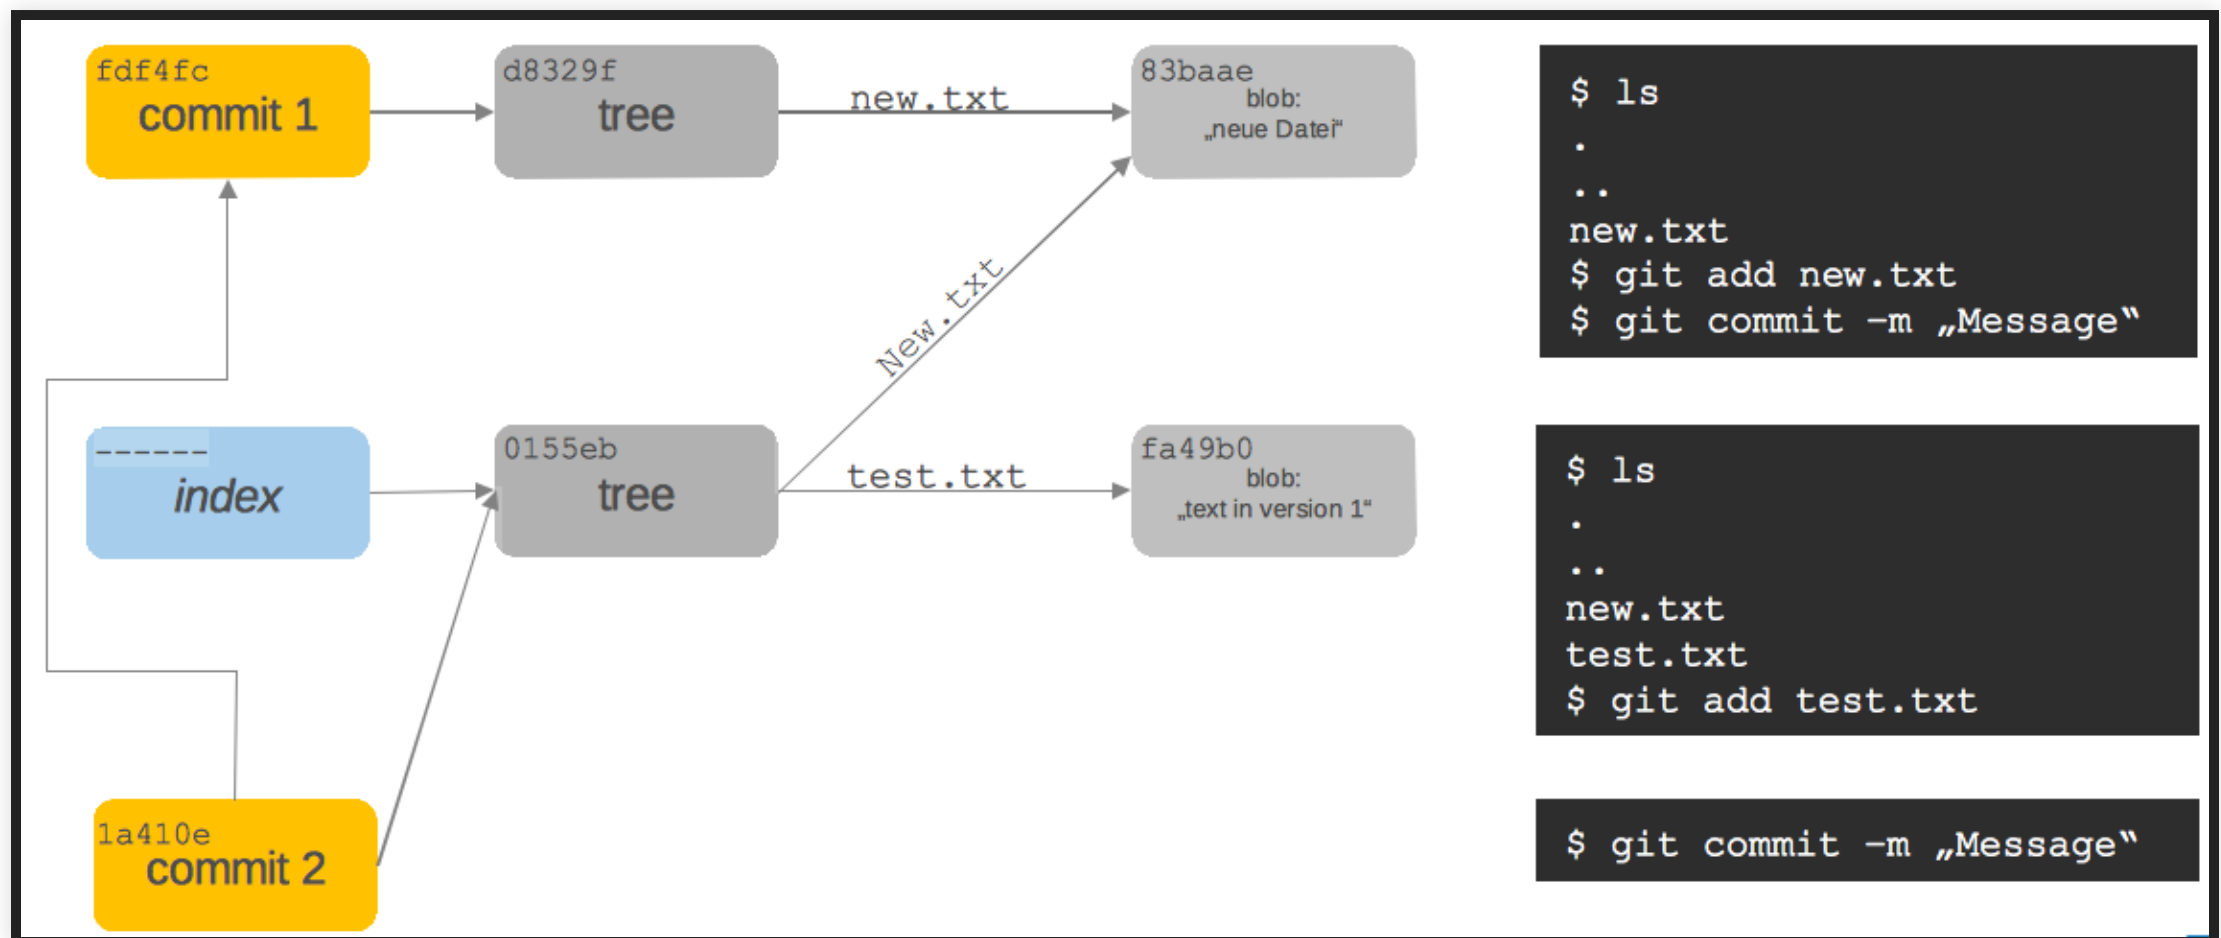 fdf4fc
commit 1
d8329f
tree
new.txt
83baae
blob:
„neue Datei“
$ ls
.
..
new.txt
$ git add new.txt
$ git commit –m „Message“
New.txt
------
index
0155eb
tree
test.txt
fa49b0
blob:
„text in version 1“
$ ls
.
..
new.txt
test.txt
$ git add test.txt
1a410e
commit 2
$ git commit –m „Message“